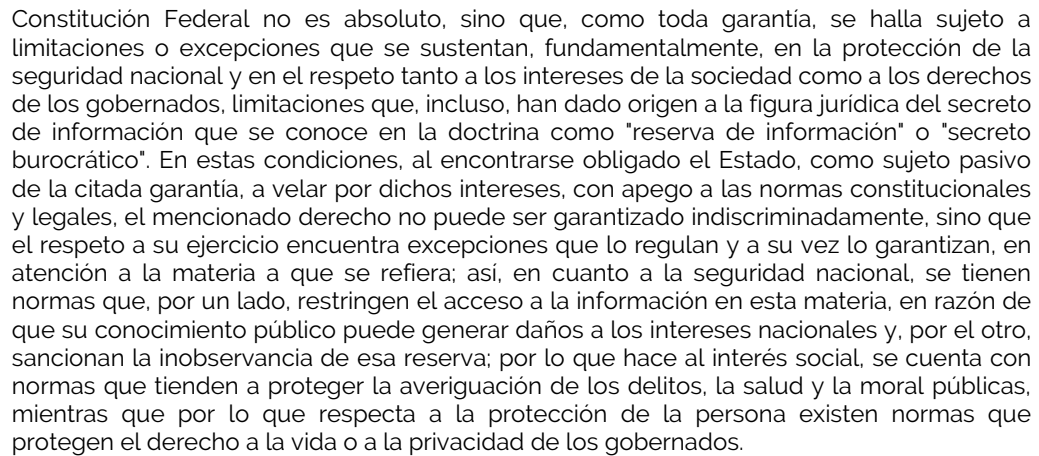 Constitución Federal no es absoluto, sino que, como toda garantía, se halla sujeto a
limitaciones o excepciones que se sustentan, fundamentalmente, en la protección de la
seguridad nacional y en el respeto tanto a los intereses de la sociedad como a los derechos
de los gobernados, limitaciones que, incluso, han dado origen a la figura jurídica del secreto
de información que se conoce en la doctrina como "reserva de información" o "secreto
burocrático". En estas condiciones, al encontrarse obligado el Estado, como sujeto pasivo
de la citada garantía, a velar por dichos intereses, con apego a las normas constitucionales
y legales, el mencionado derecho no puede ser garantizado indiscriminadamente, sino que
el respeto a su ejercicio encuentra excepciones que lo regulan y a su vez lo garantizan, en
atención a la materia a que se refiera; así, en cuanto a la seguridad nacional, se tienen
normas que, por un lado, restringen el acceso a la información en esta materia, en razón de
que su conocimiento público puede generar daños a los intereses nacionales y, por el otro,
sancionan la inobservancia de esa reserva; por lo que hace al interés social, se cuenta con
normas que tienden a proteger la averiguación de los delitos, la salud y la moral públicas,
mientras que por lo que respecta a la protección de la persona existen normas que
protegen el derecho a la vida o a la privacidad de los gobernados.